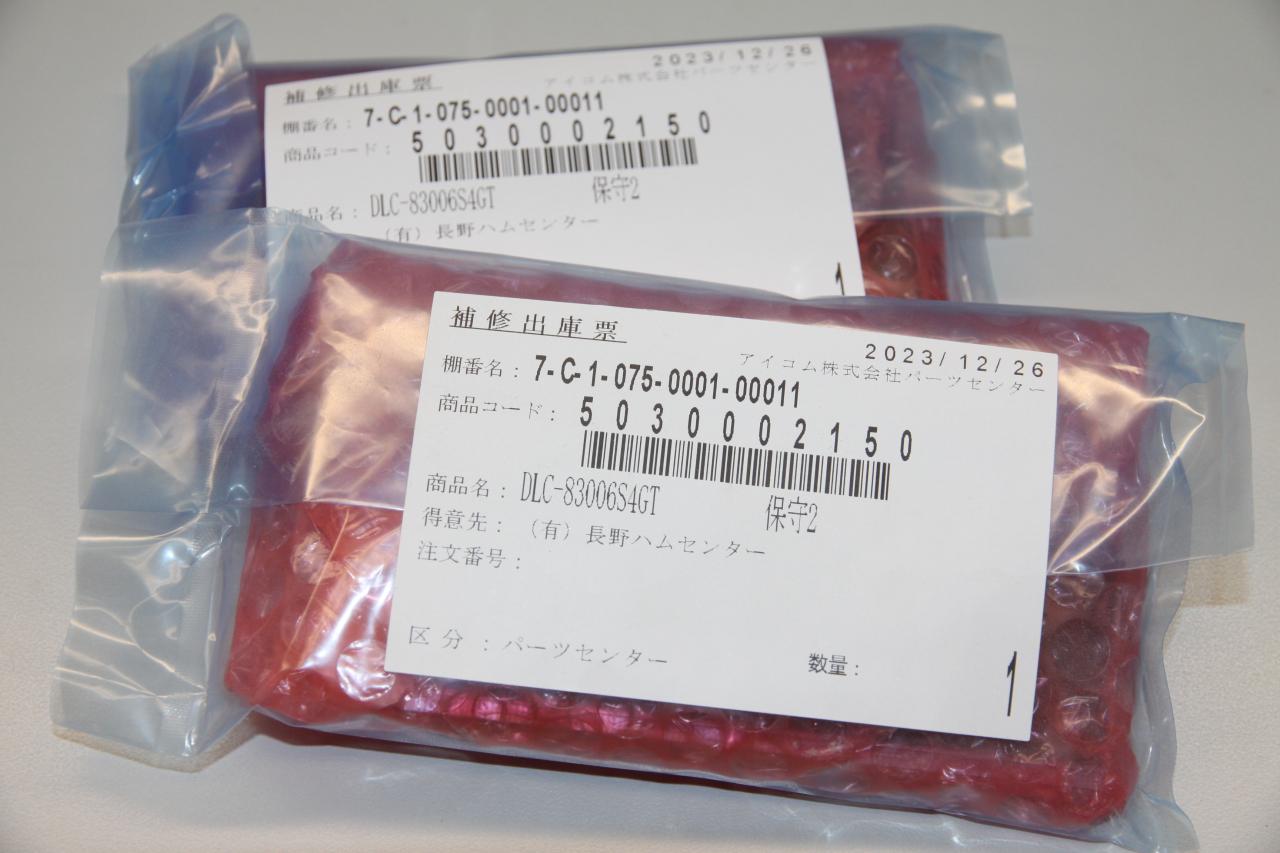 2023/12/26
補修出庫票
アイコム株式会社パーツセンター
棚番名: 7-C-1-075-0001-00011
商品コード: 5030002150
商品名: DLC-83006S4GT 保守2
(有)長野ハムセンター
1
補修出庫票
2023/12/26
アイコム株式会社パーツセンター
棚番名: 7-C-1-075-0001-00011
商品コード: 5030002150
商品名: DLC-83006S4GT 保守2
得意先: (有)長野ハムセンター
注文番号:
区分: パーツセンター 数量: 1